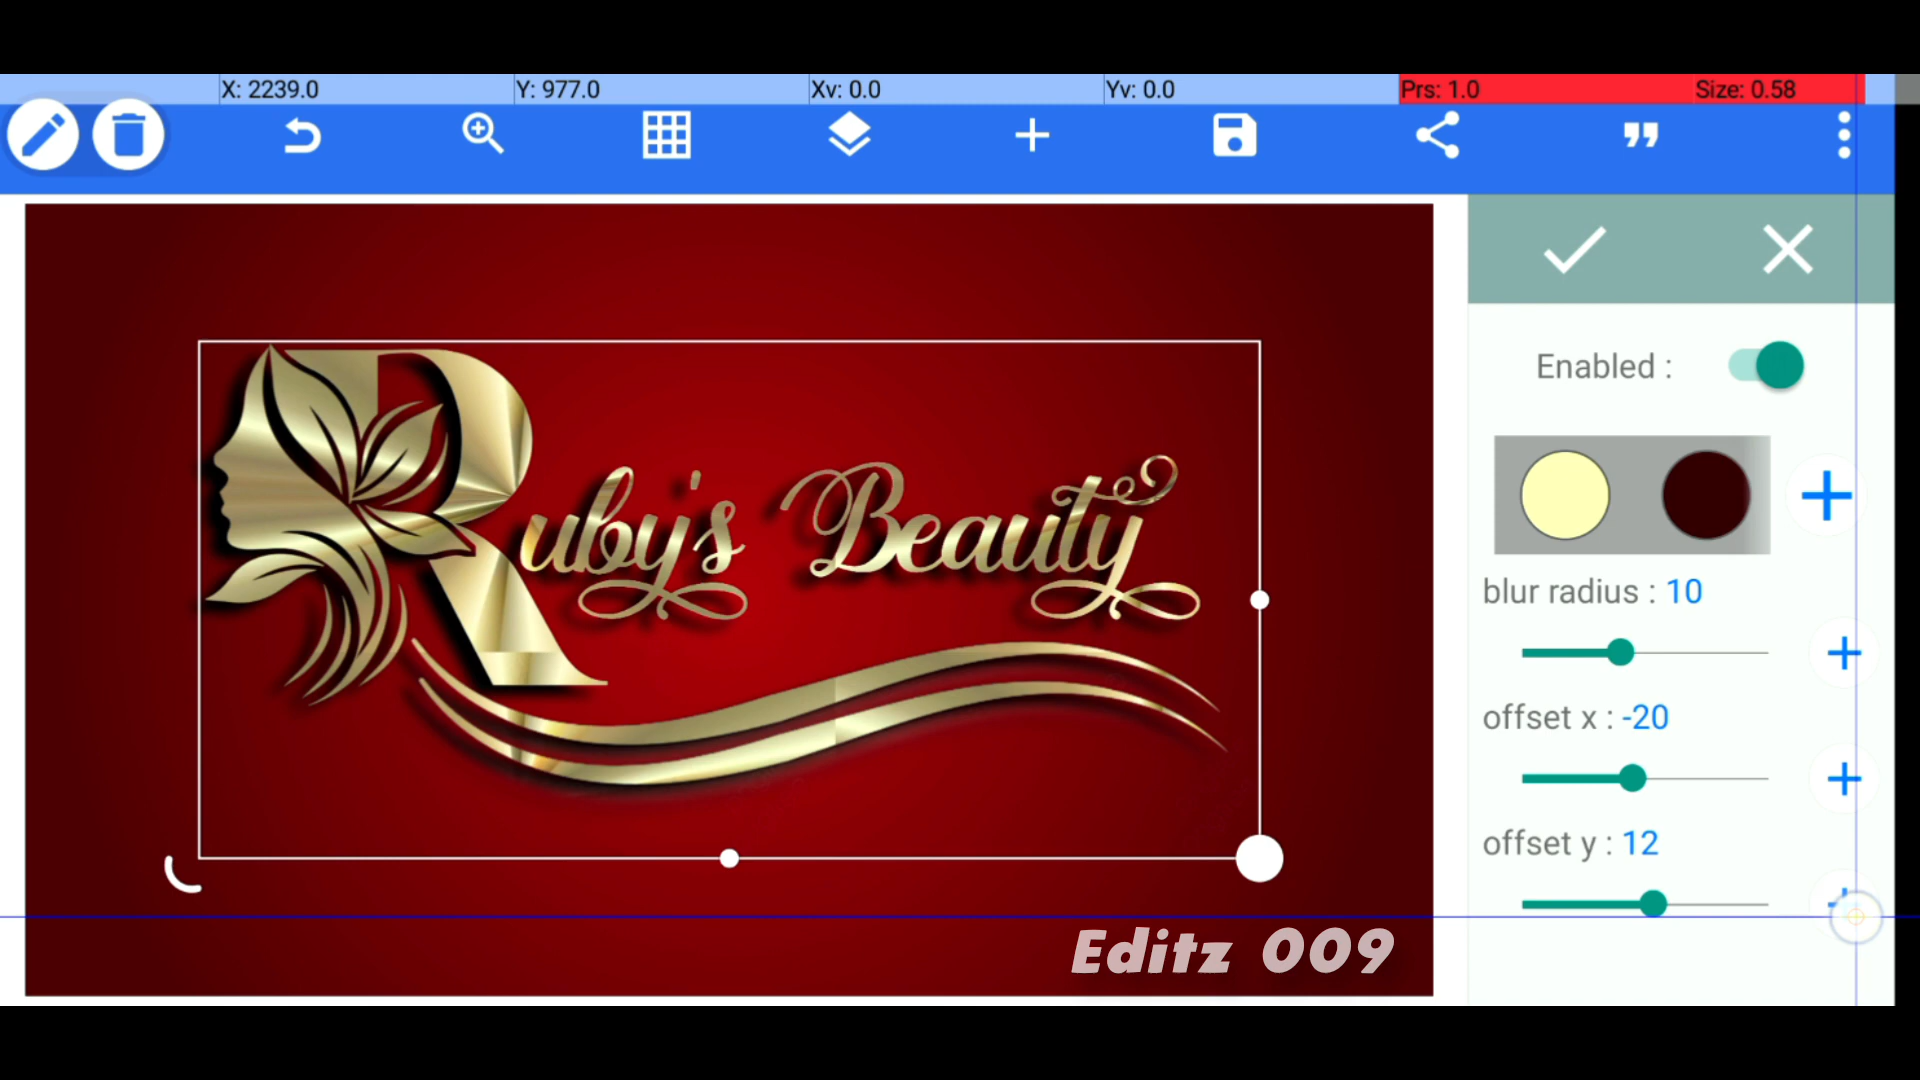 X: 2239.0 Y: 977.0 Xv: 0.0 Yv: 0.0 Prs: 1.0 Size: 0.58
Enabled :
Ruby's Beauty
blur radius : 10
offset x : -20
offset y : 12
Editz 009